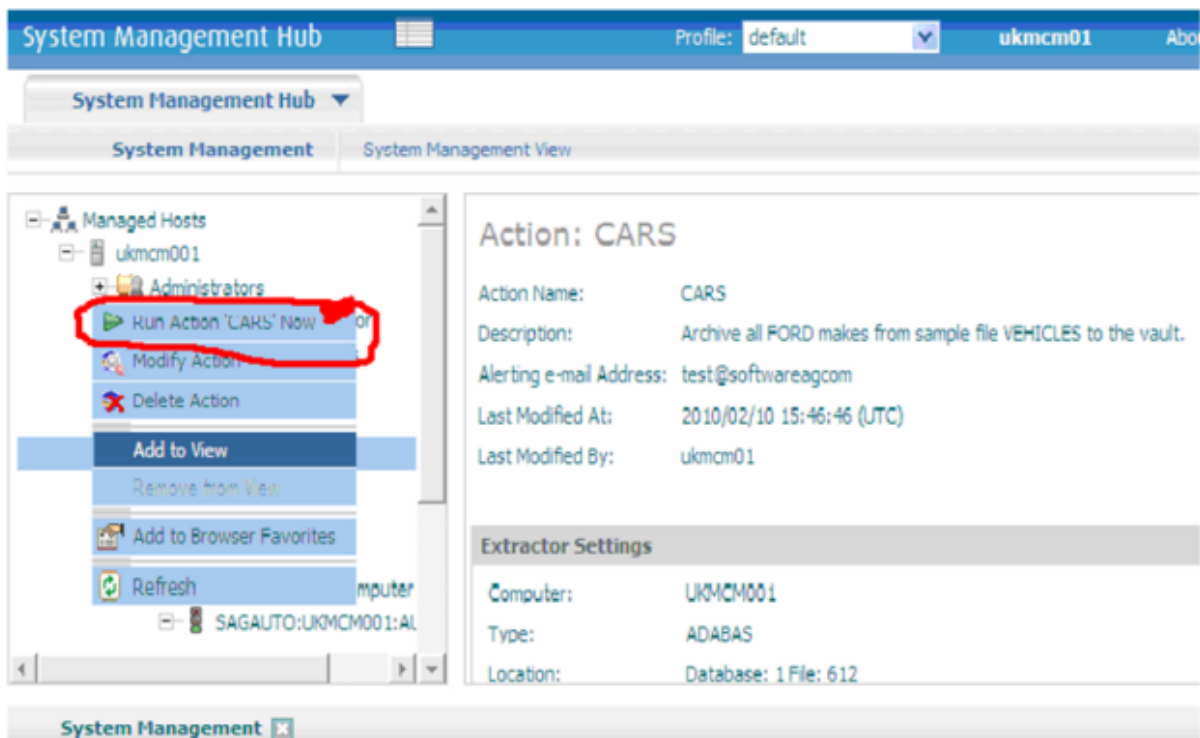 System Management Hub Profile: default ukmcm01 Abo
System Management Hub
System Management System Management View
Managed Hosts
ukmcm001
Administrators
Run Action 'CARS' Now or
Modify Action
Delete Action
Add to View
Remove from View
Add to Browser Favorites
Refresh mputer
SAGAUTO:UKMCM001:AU
Action: CARS
Action Name: CARS
Description: Archive all FORD makes from sample file VEHICLES to the vault.
Alerting e-mail Address: test@softwareagcom
Last Modified At: 2010/02/10 15:46:46 (UTC)
Last Modified By: ukmcm01
Extractor Settings
Computer: UKMCM001
Type: ADABAS
Location: Database: 1 File: 612
System Management